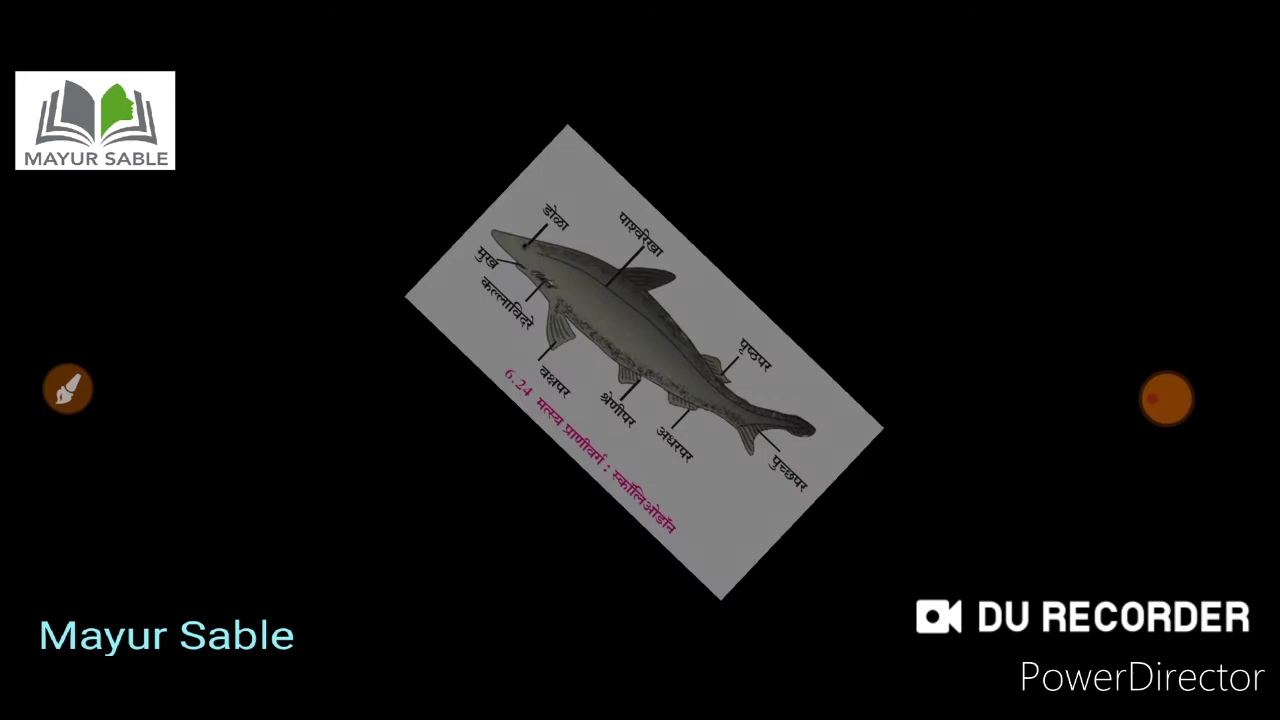 MAYUR SABLE
डोळा
पार्श्वरेखा
मुख
कल्लाविदरे
पृष्ठपर
वक्षपर
श्रेणीपर
अधरपर
पुच्छपर
6.24 मत्स्य प्राणीवर्ग : स्कॉलिओडॉन
Mayur Sable
DU RECORDER
PowerDirector